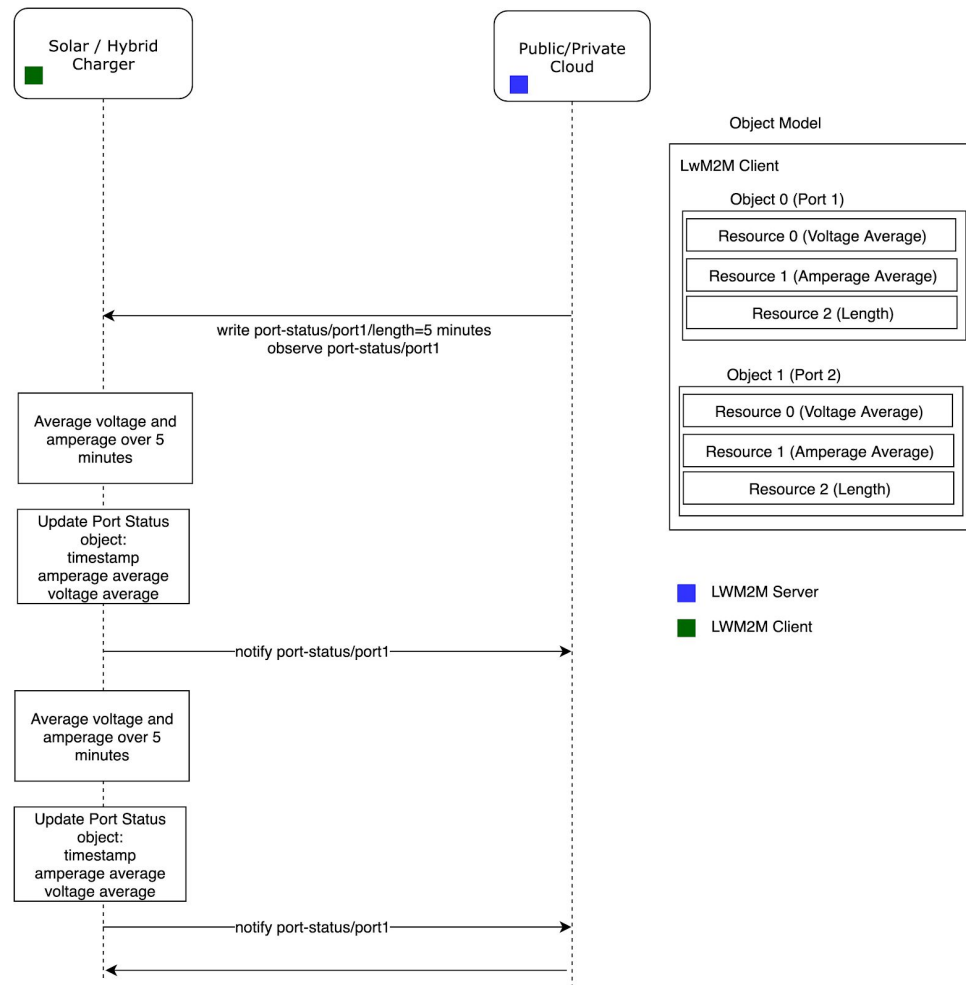 Solar / Hybrid
Charger
Public/Private
Cloud
Object Model
LwM2M Client
Object 0 (Port 1)
Resource 0 (Voltage Average)
Resource 1 (Amperage Average)
Resource 2 (Length)
write port-status/port1/length=5 minutes
observe port-status/port1
Object 1 (Port 2)
Resource 0 (Voltage Average)
Resource 1 (Amperage Average)
Resource 2 (Length)
Average voltage and
amperage over 5
minutes
Update Port Status
object:
timestamp
amperage average
voltage average
LWM2M Server
LWM2M Client
notify port-status/port1
Average voltage and
amperage over 5
minutes
Update Port Status
object:
timestamp
amperage average
voltage average
notify port-status/port1